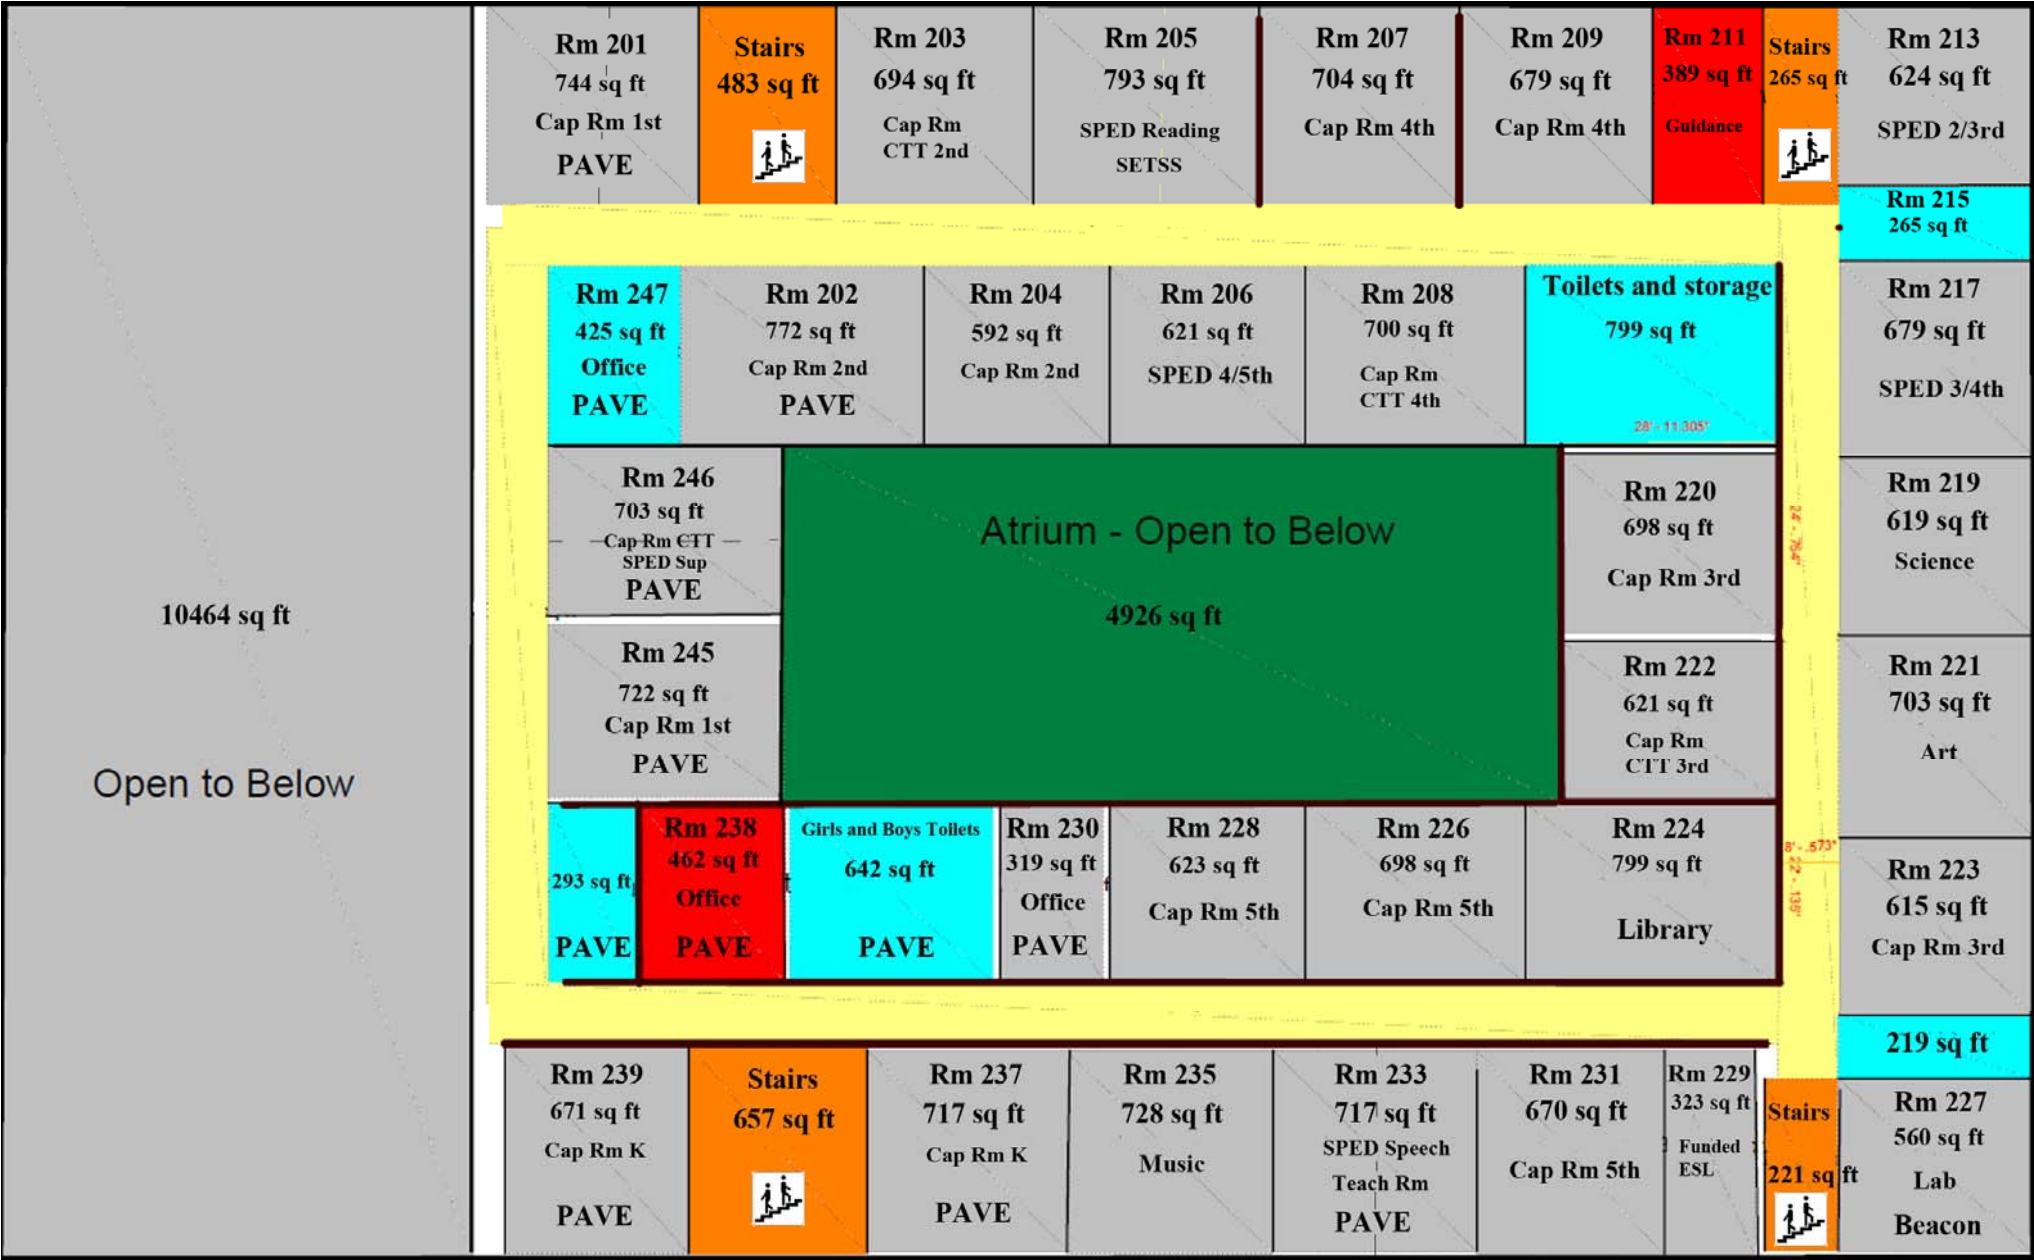 Rm 201
744 sq ft
Cap Rm 1st
PAVE
Stairs
483 sq ft
Rm 203
694 sq ft
Cap Rm
CTT 2nd
Rm 205
793 sq ft
SPED Reading
SETSS
Rm 207
704 sq ft
Cap Rm 4th
Rm 209
679 sq ft
Cap Rm 4th
Rm 211
389 sq ft
Guidance
Stairs
265 sq ft
Rm 213
624 sq ft
SPED 2/3rd
Rm 215
265 sq ft
Rm 247
425 sq ft
Office
PAVE
Rm 202
772 sq ft
Cap Rm 2nd
PAVE
Rm 204
592 sq ft
Cap Rm 2nd
Rm 206
621 sq ft
SPED 4/5th
Rm 208
700 sq ft
Cap Rm
CTT 4th
Toilets and storage
799 sq ft
28' - 11.305"
Rm 217
679 sq ft
SPED 3/4th
Rm 246
703 sq ft
Cap Rm CTT
SPED Sup
PAVE
Atrium - Open to Below
4926 sq ft
Rm 220
698 sq ft
Cap Rm 3rd
24' - .764"
Rm 219
619 sq ft
Science
10464 sq ft
Open to Below
Rm 245
722 sq ft
Cap Rm 1st
PAVE
Rm 222
621 sq ft
Cap Rm
CTT 3rd
Rm 221
703 sq ft
Art
293 sq ft
PAVE
Rm 238
462 sq ft
Office
PAVE
Girls and Boys Toilets
642 sq ft
PAVE
Rm 230
319 sq ft
Office
PAVE
Rm 228
623 sq ft
Cap Rm 5th
Rm 226
698 sq ft
Cap Rm 5th
Rm 224
799 sq ft
Library
8' - .573"
22' - .135"
Rm 223
615 sq ft
Cap Rm 3rd
219 sq ft
Rm 239
671 sq ft
Cap Rm K
PAVE
Stairs
657 sq ft
Rm 237
717 sq ft
Cap Rm K
PAVE
Rm 235
728 sq ft
Music
Rm 233
717 sq ft
SPED Speech
Teach Rm
PAVE
Rm 231
670 sq ft
Cap Rm 5th
Rm 229
323 sq ft
Funded
ESL
Stairs
221 sq ft
Rm 227
560 sq ft
Lab
Beacon